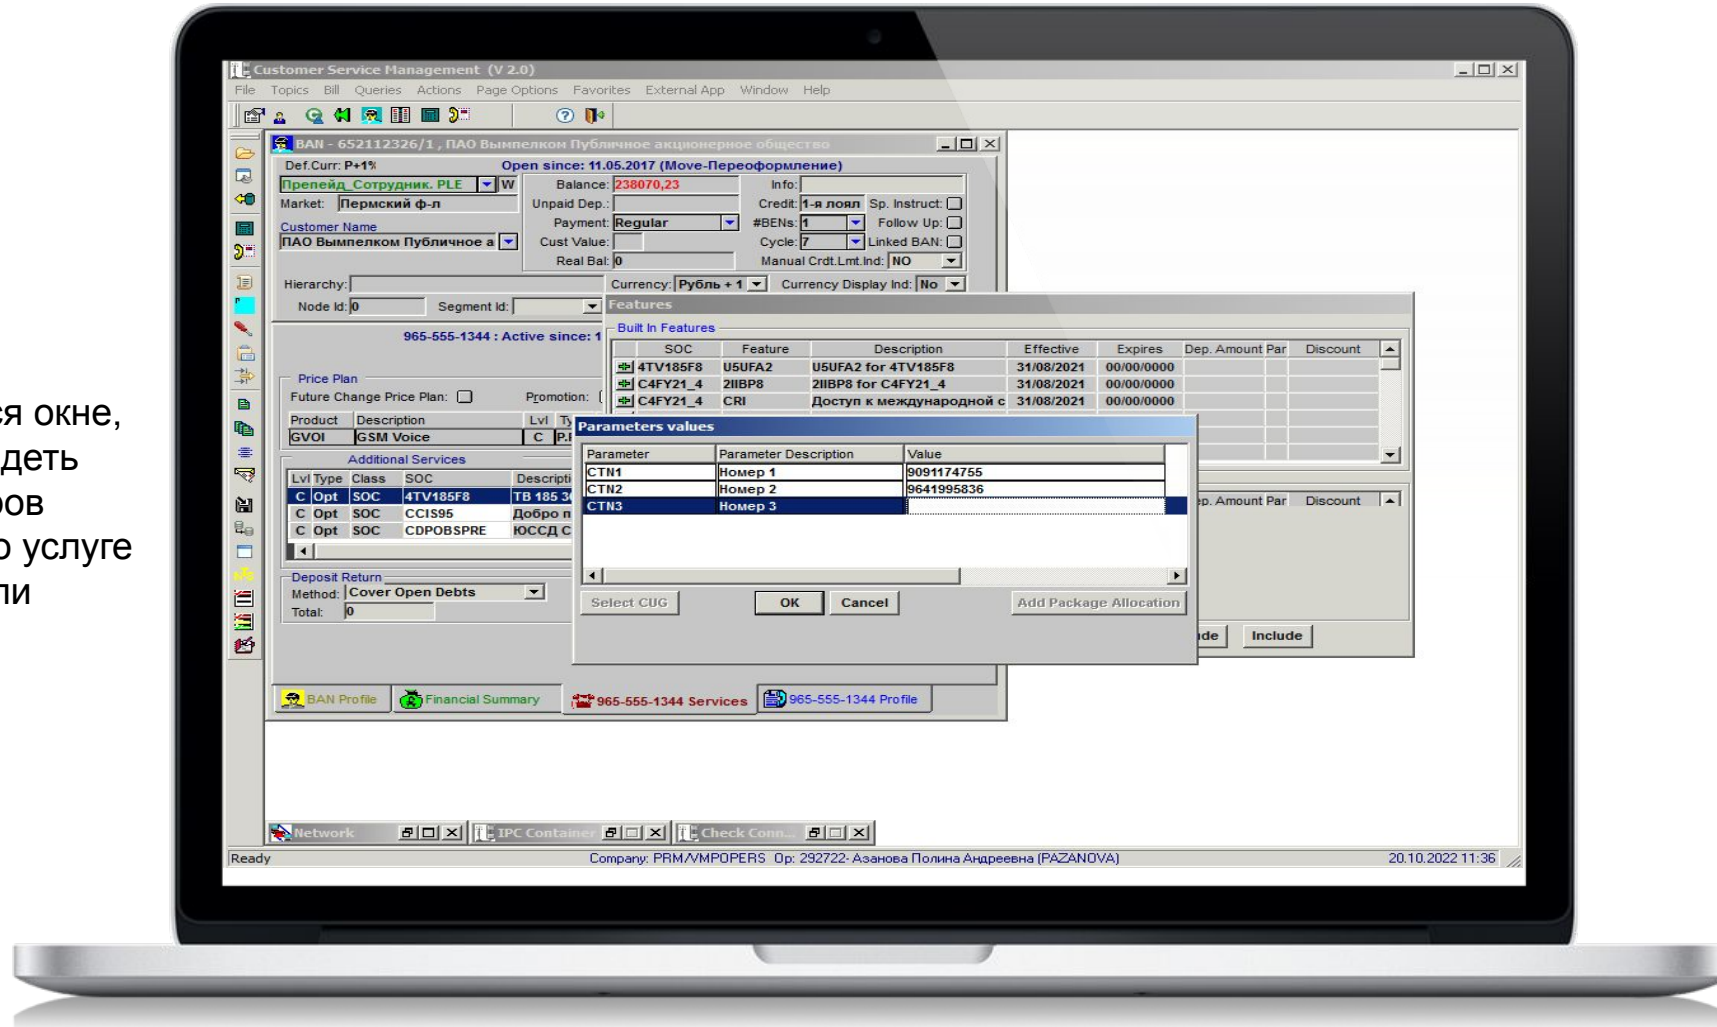 ся окне,
деть
ров
о услуге
ли
Customer Service Management (V 2.0)
File Topics Bill Queries Actions Page Options Favorites External App Window Help
BAN - 652112326/1 , ПАО Вымпелком Публичное акционерное общество
Def.Curr: P+1% Open since: 11.05.2017 (Move-Переоформление)
Препейд_Сотрудник. PLE W Balance: 238070,23 Info:
Market: Пермский ф-л Unpaid Dep.: Credit: 1-я лоял Sp. Instruct:
Customer Name Payment: Regular #BENs: 1 Follow Up:
ПАО Вымпелком Публичное а Cust Value: Cycle: 7 Linked BAN:
Real Bal: 0 Manual Crdt.Lmt.Ind: NO
Hierarchy: Currency: Рубль + 1 Currency Display Ind: No
Node Id: 0 Segment Id:
Features
965-555-1344 : Active since: 1
Built In Features
SOC Feature Description Effective Expires Dep. Amount Par Discount
4TV185F8 U5UFA2 U5UFA2 for 4TV185F8 31/08/2021 00/00/0000
C4FY21_4 2IIBP8 2IIBP8 for C4FY21_4 31/08/2021 00/00/0000
C4FY21_4 CRI Доступ к международной с 31/08/2021 00/00/0000
Price Plan
Future Change Price Plan: Promotion:
Product Description Lvl Ty
GVOI GSM Voice C P.I
Additional Services
Lvl Type Class SOC Descripti
C Opt SOC 4TV185F8 ТВ 185 3
C Opt SOC CCIS95 Добро п
C Opt SOC CDPOBSPRE ЮССД С
Deposit Return
Method: Cover Open Debts
Total: 0
Parameters values
Parameter Parameter Description Value
CTN1 Номер 1 9091174755
CTN2 Номер 2 9641995836
CTN3 Номер 3
Select CUG OK Cancel Add Package Allocation
ep. Amount Par Discount
ide Include
BAN Profile Financial Summary 965-555-1344 Services 965-555-1344 Profile
Network IPC Container Check Conn...
Ready Company: PRM/VMPOPERS Op: 292722- Азанова Полина Андреевна (PAZANOVA) 20.10.2022 11:36